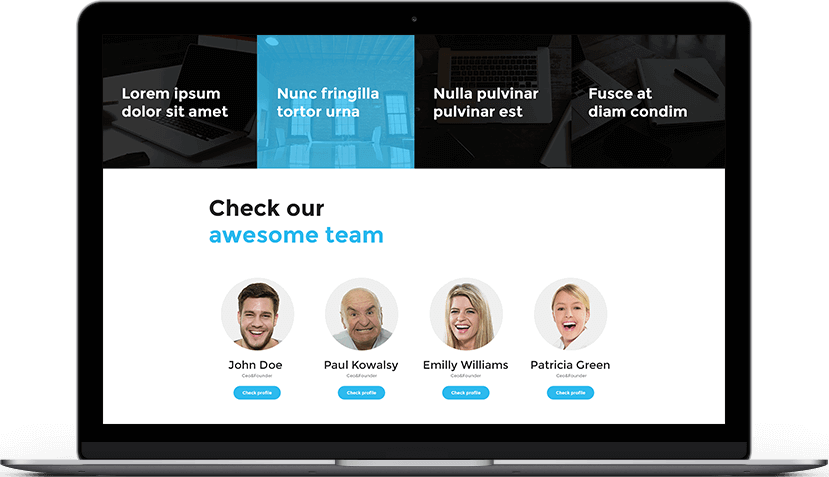 Lorem ipsum
dolor sit amet
Nunc fringilla
tortor urna
Nulla pulvinar
pulvinar est
Fusce at
diam condim
Check our
awesome team
John Doe
Ceo&Founder
Check profile
Paul Kowalsy
Ceo&Founder
Check profile
Emilly Williams
Ceo&Founder
Check profile
Patricia Green
Ceo&Founder
Check profile